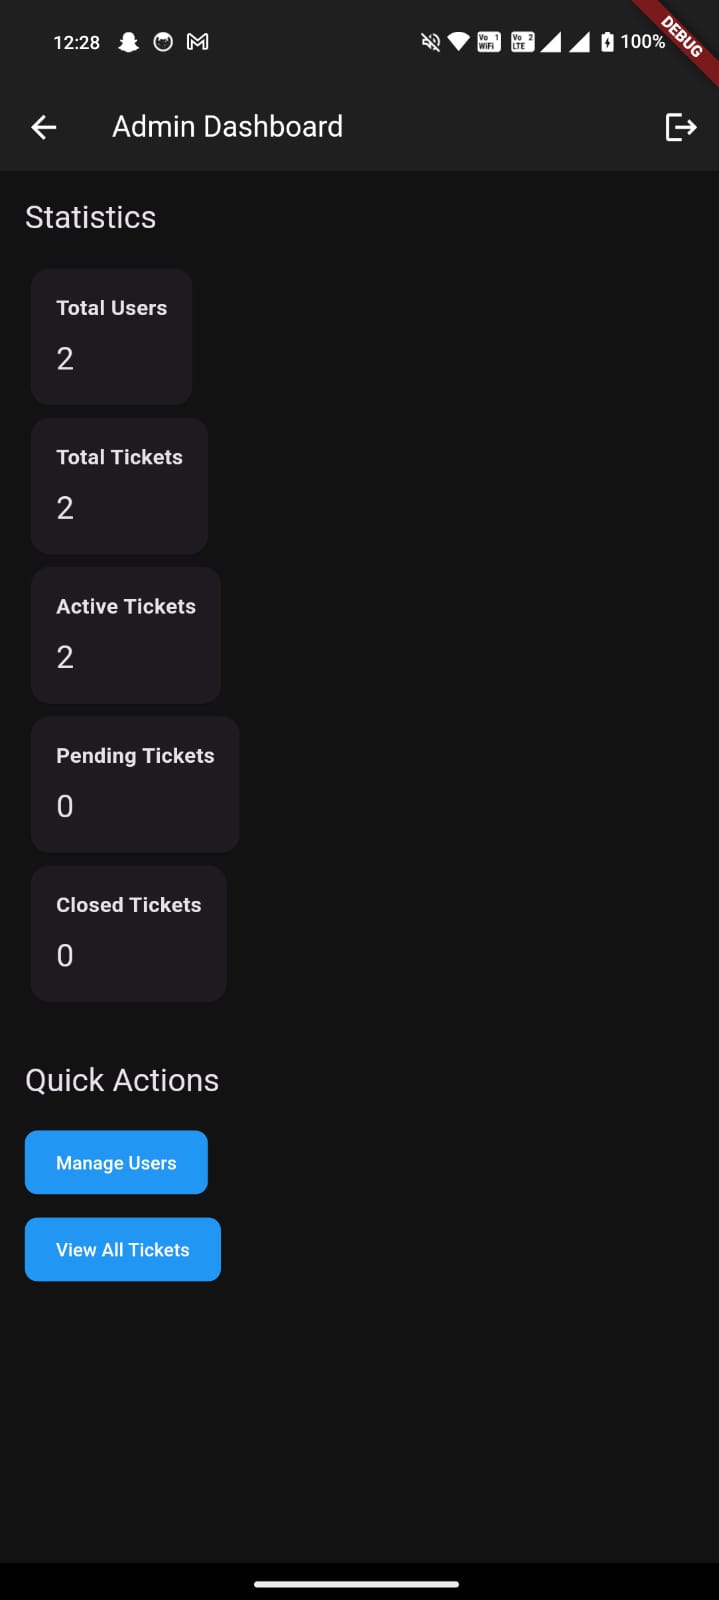 12:28
Vo 1
WiFi
Vo 2
LTE
100%
DEBUG
Admin Dashboard
Statistics
Total Users
2
Total Tickets
2
Active Tickets
2
Pending Tickets
0
Closed Tickets
0
Quick Actions
Manage Users
View All Tickets